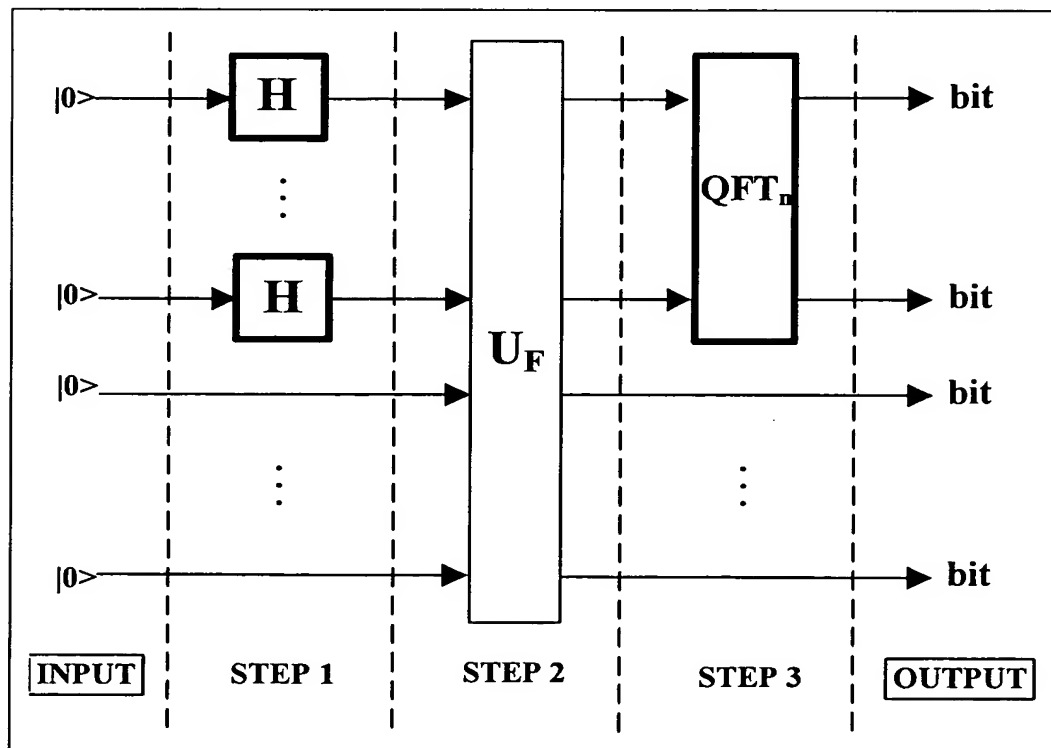 |0> H bit
⋮
QFTn
|0> H bit
UF
|0> bit
⋮ ⋮
|0> bit
INPUT STEP 1 STEP 2 STEP 3 OUTPUT